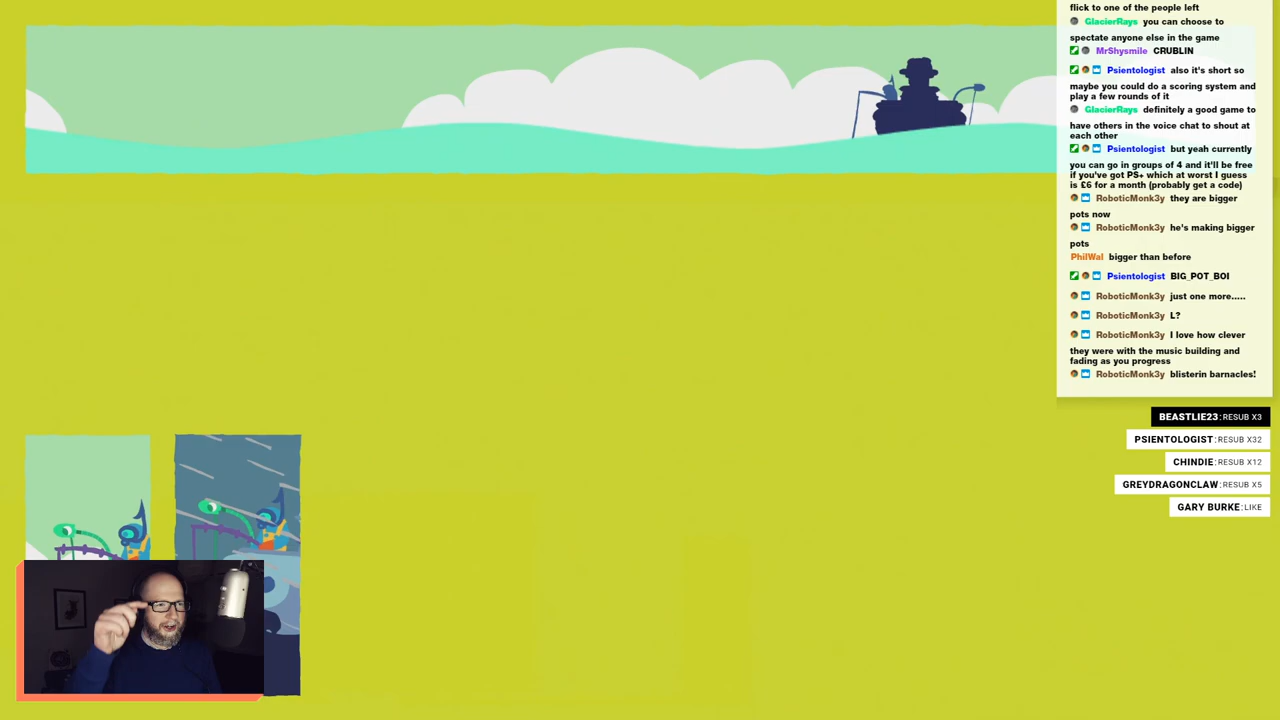 flick to one of the people left
GlacierRays you can choose to
spectate anyone else in the game
MrShysmile CRUBLIN
Psientologist also it's short so
maybe you could do a scoring system and
play a few rounds of it
GlacierRays definitely a good game to
have others in the voice chat to shout at
each other
Psientologist but yeah currently
you can go in groups of 4 and it'll be free
if you've got PS+ which at worst I guess
is £6 for a month (probably get a code)
RoboticMonk3y they are bigger
pots now
RoboticMonk3y he's making bigger
pots
PhilWal bigger than before
Psientologist BIG_POT_BOI
RoboticMonk3y just one more.....
RoboticMonk3y L?
RoboticMonk3y I love how clever
they were with the music building and
fading as you progress
RoboticMonk3y blisterin barnacles!
BEASTLIE23: RESUB X3
PSIENTOLOGIST: RESUB X32
CHINDIE: RESUB X12
GREYDRAGONCLAW: RESUB X5
GARY BURKE: LIKE